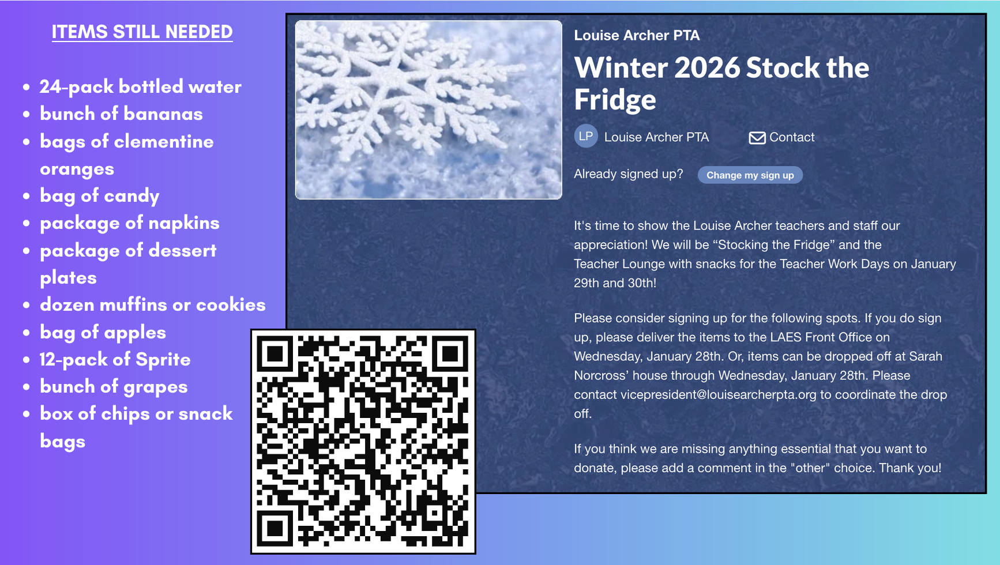 ITEMS STILL NEEDED
• 24-pack bottled water
• bunch of bananas
• bags of clementine
oranges
• bag of candy
• package of napkins
• package of dessert
plates
• dozen muffins or cookies
• bag of apples
• 12-pack of Sprite
• bunch of grapes
• box of chips or snack
bags
Louise Archer PTA
Winter 2026 Stock the
Fridge
LP Louise Archer PTA Contact
Already signed up? Change my sign up
It's time to show the Louise Archer teachers and staff our
appreciation! We will be “Stocking the Fridge” and the
Teacher Lounge with snacks for the Teacher Work Days on January
29th and 30th!
Please consider signing up for the following spots. If you do sign
up, please deliver the items to the LAES Front Office on
Wednesday, January 28th. Or, items can be dropped off at Sarah
Norcross’ house through Wednesday, January 28th. Please
contact vicepresident@louisearcherpta.org to coordinate the drop
off.
If you think we are missing anything essential that you want to
donate, please add a comment in the "other" choice. Thank you!